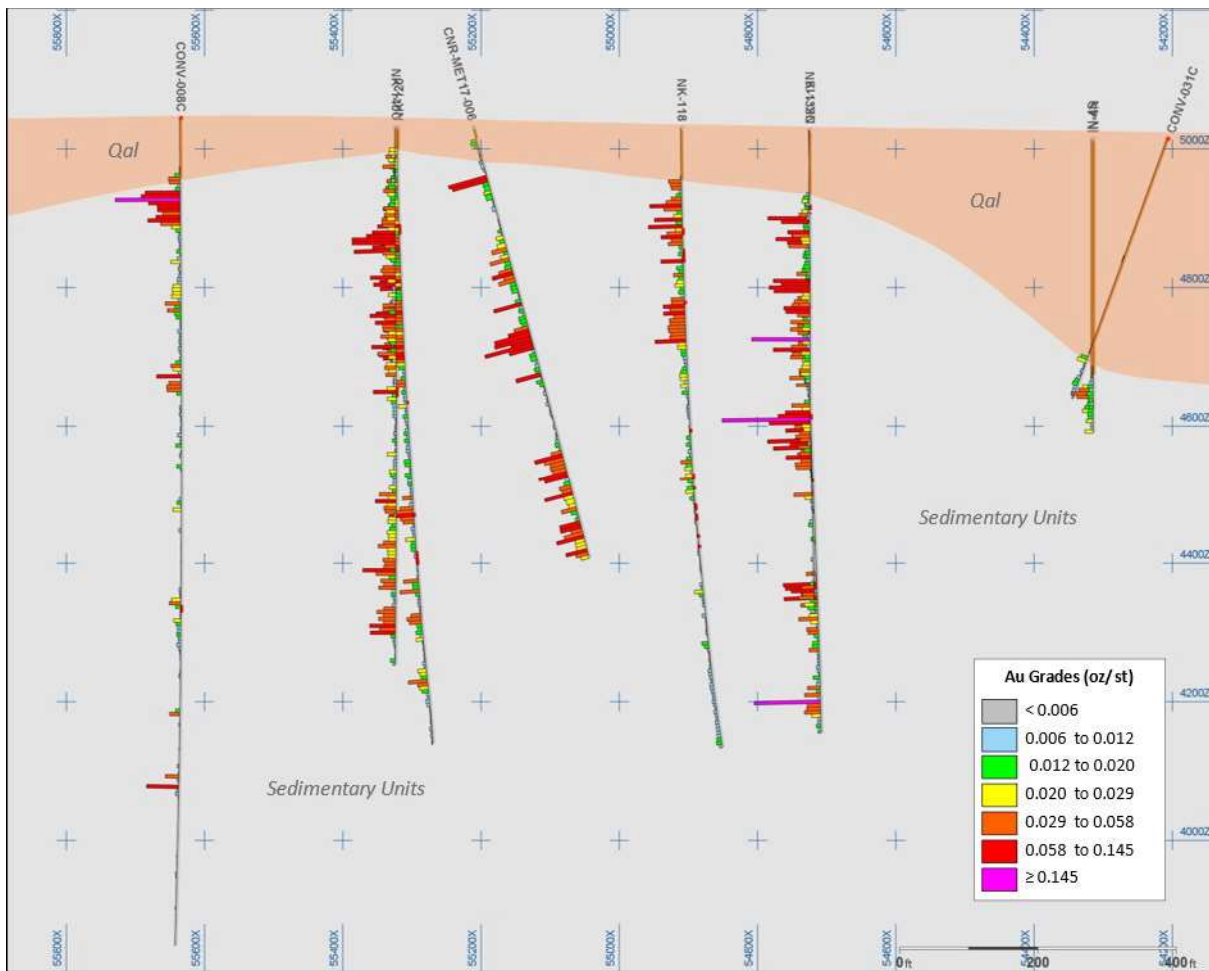 55800X
55600X
55400X
55200X
55000X
54800X
54600X
54400X
54200X
CONV-008C
CNR-MET17-006
NK-118
CONV-031C
Qal
5000Z
Qal
4800Z
4600Z
Sedimentary Units
4400Z
4200Z
Sedimentary Units
4000Z
Au Grades (oz/st)
< 0.006
0.006 to 0.012
0.012 to 0.020
0.020 to 0.029
0.029 to 0.058
0.058 to 0.145
≥ 0.145
55800X
55600X
55400X
55200X
55000X
54800X
54600X
54400X
54200X
0 ft
200
400 ft